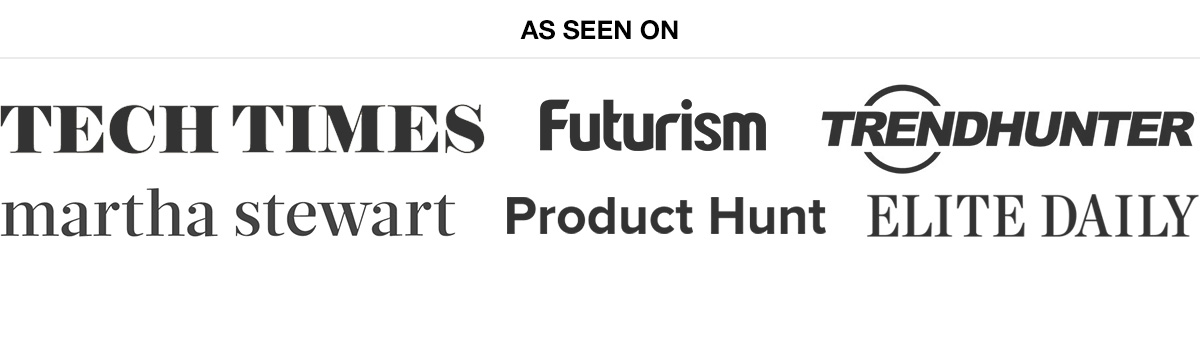 AS SEEN ON
TECH TIMES Futurism TRENDHUNTER
martha stewart Product Hunt ELITE DAILY